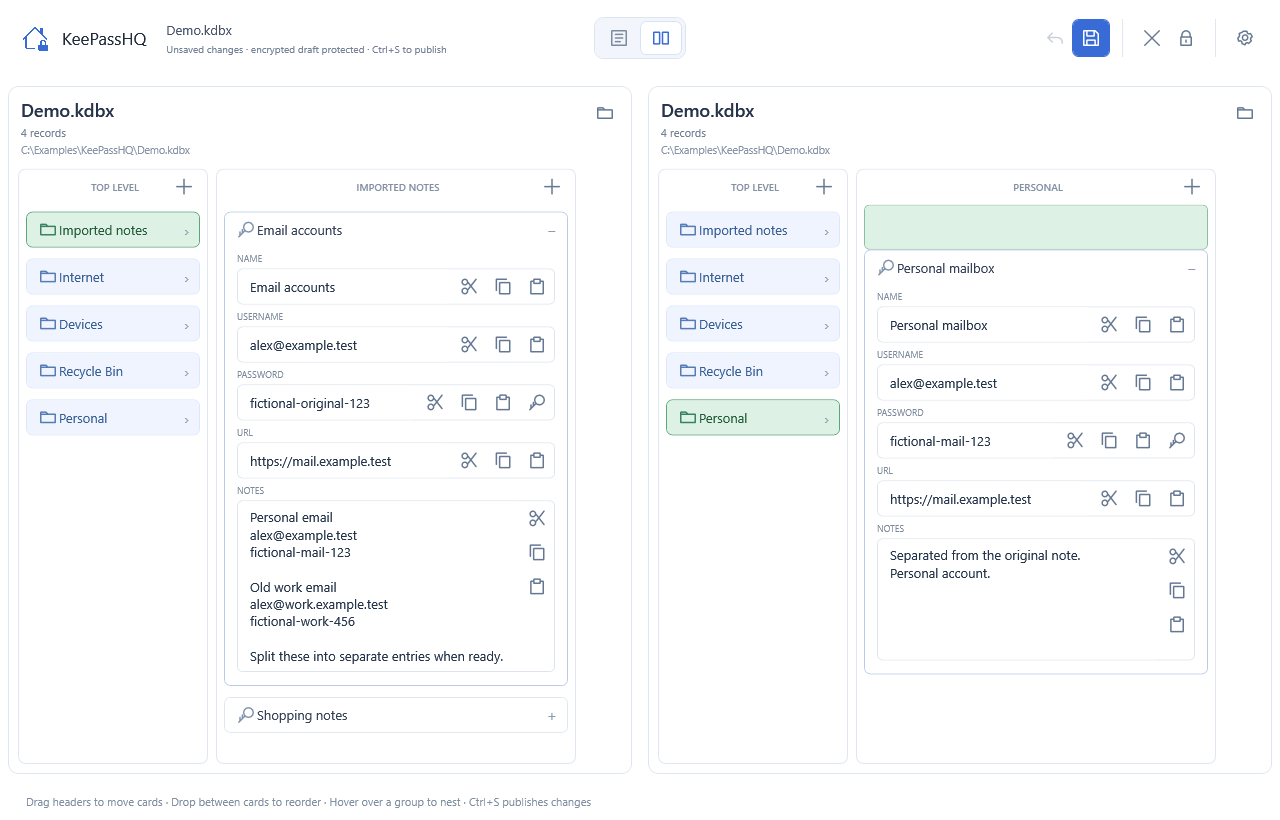 KeePassHQ
Demo.kdbx
Unsaved changes · encrypted draft protected · Ctrl+S to publish
Demo.kdbx
4 records
C:\Examples\KeePassHQ\Demo.kdbx
TOP LEVEL
Imported notes
Internet
Devices
Recycle Bin
Personal
IMPORTED NOTES
Email accounts
NAME
Email accounts
USERNAME
alex@example.test
PASSWORD
fictional-original-123
URL
https://mail.example.test
NOTES
Personal email
alex@example.test
fictional-mail-123
Old work email
alex@work.example.test
fictional-work-456
Split these into separate entries when ready.
Shopping notes
Demo.kdbx
4 records
C:\Examples\KeePassHQ\Demo.kdbx
TOP LEVEL
Imported notes
Internet
Devices
Recycle Bin
Personal
PERSONAL
Personal mailbox
NAME
Personal mailbox
USERNAME
alex@example.test
PASSWORD
fictional-mail-123
URL
https://mail.example.test
NOTES
Separated from the original note.
Personal account.
Drag headers to move cards · Drop between cards to reorder · Hover over a group to nest · Ctrl+S publishes changes